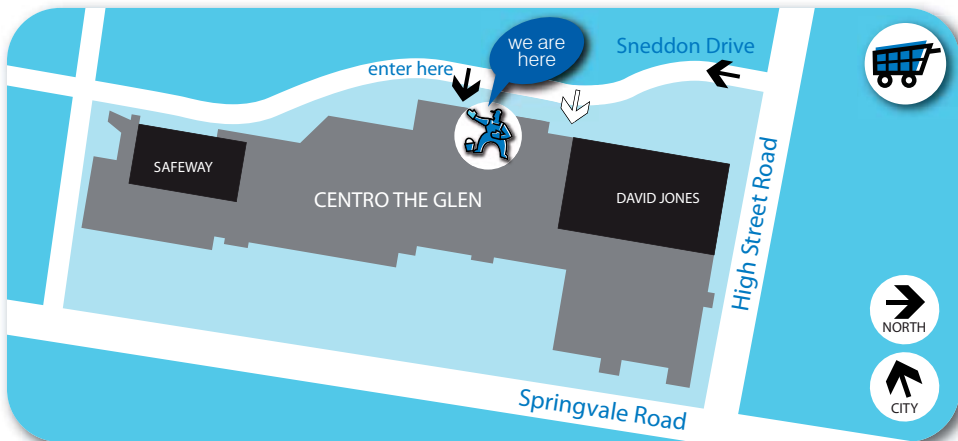 we are
here
Sneddon Drive
enter here
SAFEWAY
CENTRO THE GLEN
DAVID JONES
High Street Road
NORTH
CITY
Springvale Road